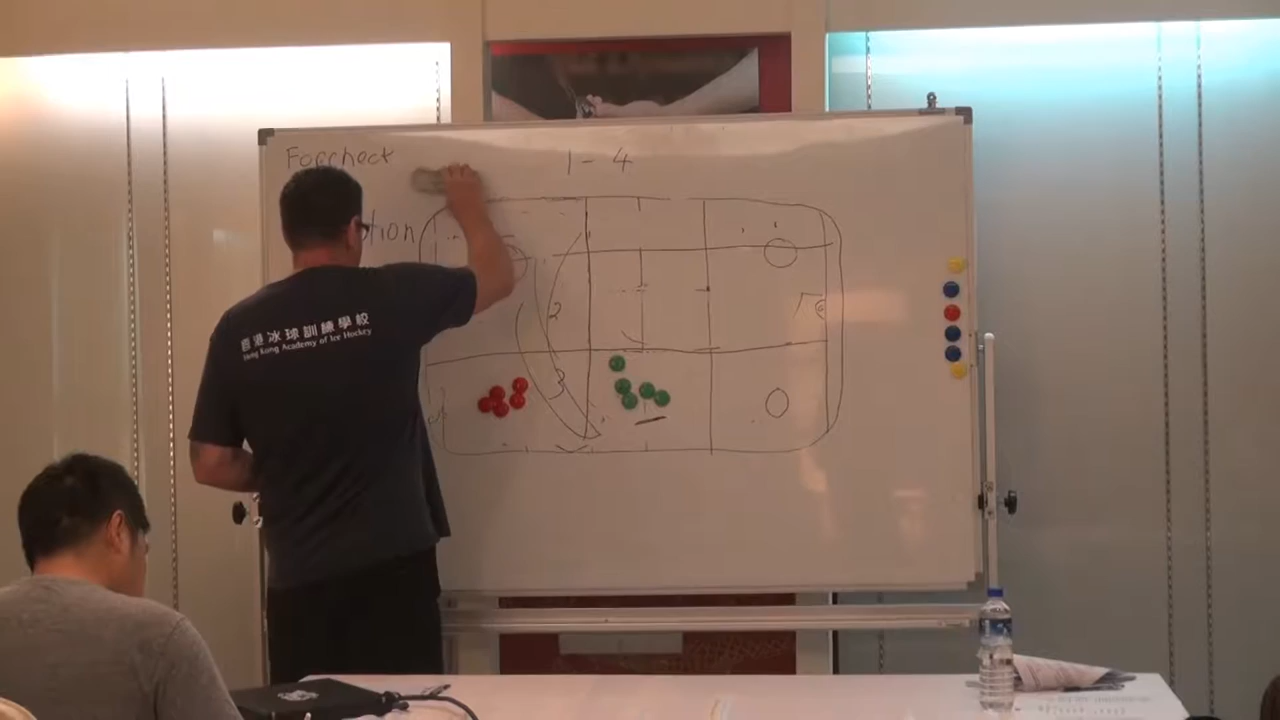 Forcheck
1-4
tion
2
3
香港冰球訓練學校
Hong Kong Academy of Ice Hockey